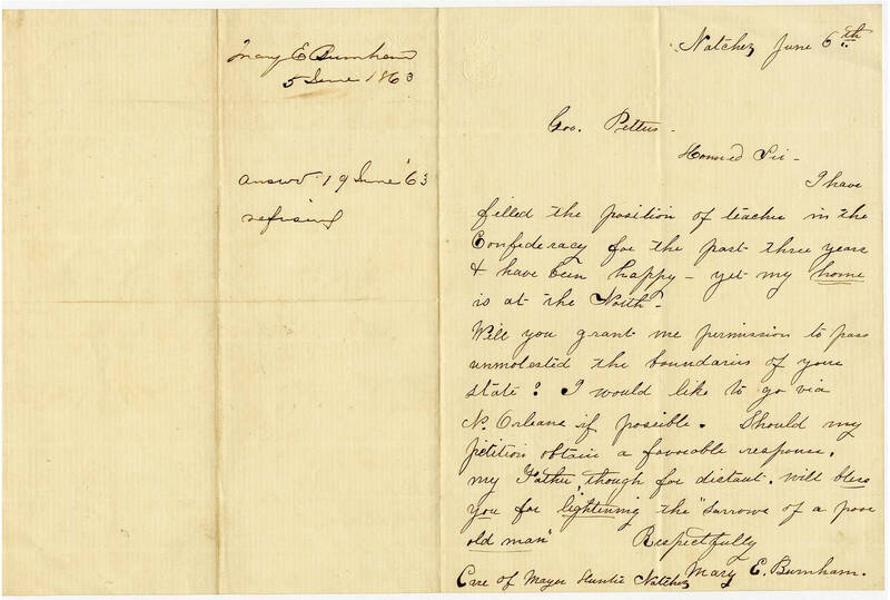 Mary E Burnham
5 June 1863
answd 19 June '63
refusing
Natchez June 6th.
Gov. Pettus -
Honored Sir -
I have
filled the position of teacher in the
Confederacy for the past three years
& have been happy - yet my home
is at the North -
Will you grant me permission to pass
unmolested the boundaries of your
state? I would like to go via
N. Orleans if possible. Should my
petition obtain a favorable response,
my Father, though far distant, will bless
you for lightening the "sorrows of a poor
old man"
Respectfully
Mary E. Burnham.
Care of Mayor Hunter Natchez